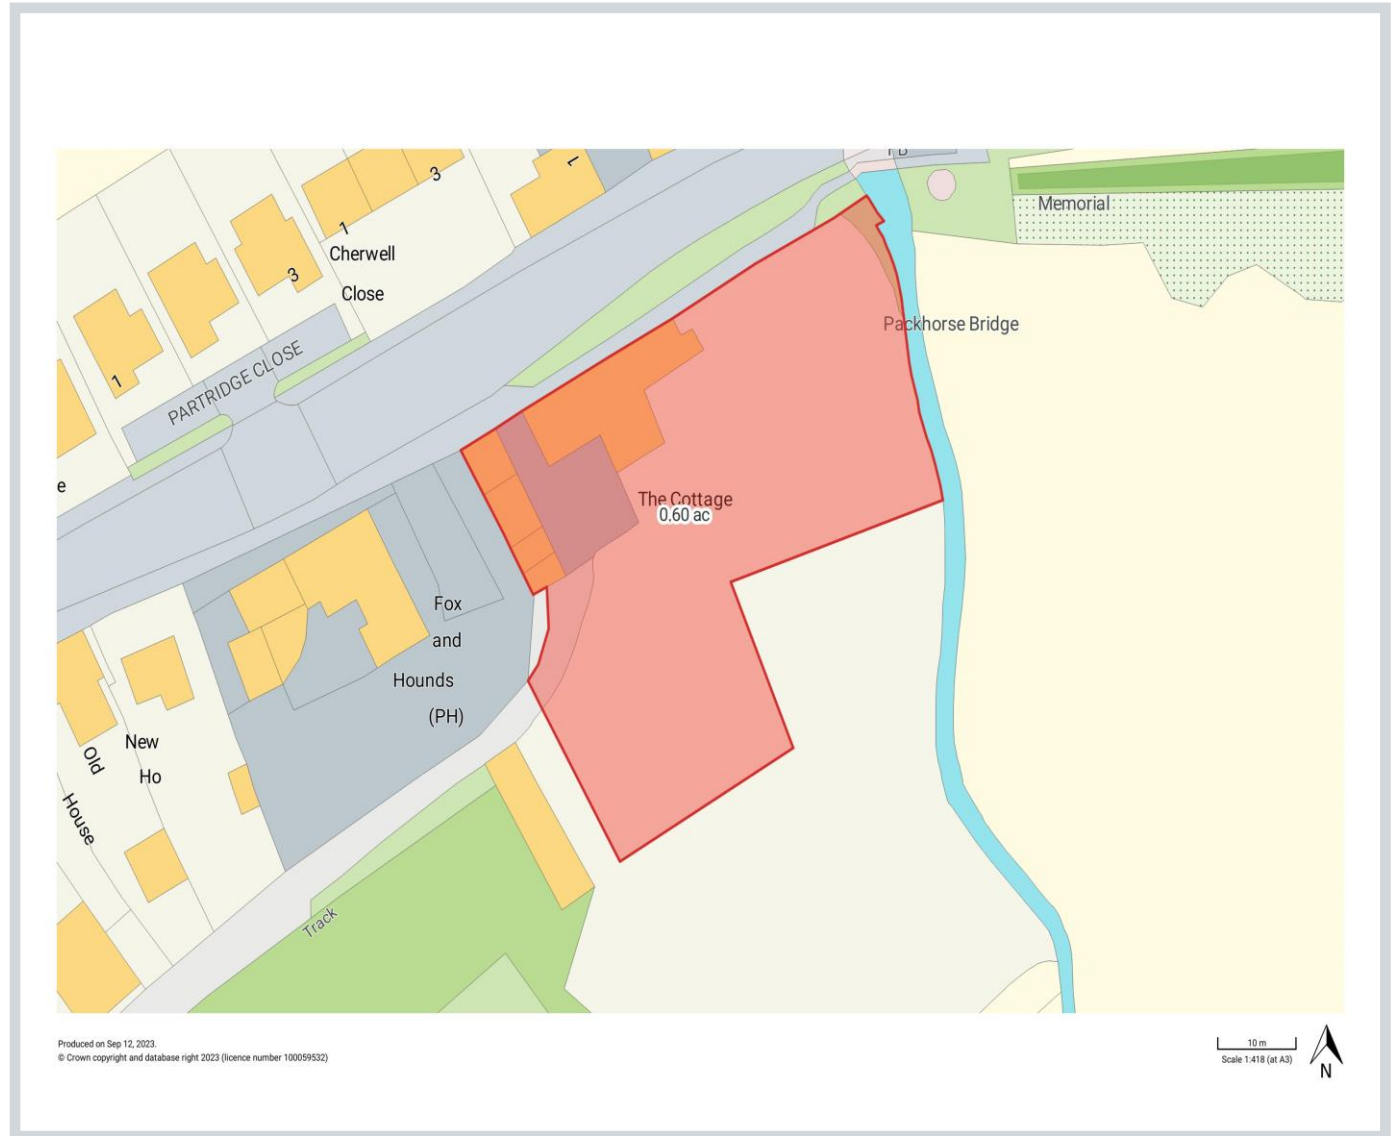 L
3
1
Cherwell
3
Close
1
PARTRIDGE CLOSE
Memorial
Packhorse Bridge
e
The Cottage
0.60 ac
Fox
and
Hounds
(PH)
New
Ho
Old
House
Track
Produced on Sep 12, 2023.
© Crown copyright and database right 2023 (licence number 100059532)
10 m
Scale 1:418 (at A3)
N